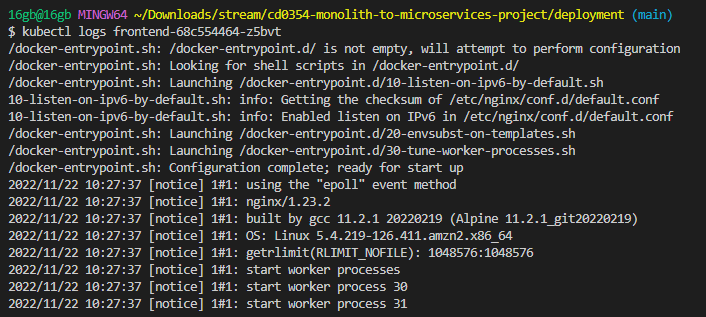 16gb@16gb MINGW64 ~/Downloads/stream/cd0354-monolith-to-microservices-project/deployment (main)
$ kubectl logs frontend-68c554464-z5bvt
/docker-entrypoint.sh: /docker-entrypoint.d/ is not empty, will attempt to perform configuration
/docker-entrypoint.sh: Looking for shell scripts in /docker-entrypoint.d/
/docker-entrypoint.sh: Launching /docker-entrypoint.d/10-listen-on-ipv6-by-default.sh
10-listen-on-ipv6-by-default.sh: info: Getting the checksum of /etc/nginx/conf.d/default.conf
10-listen-on-ipv6-by-default.sh: info: Enabled listen on IPv6 in /etc/nginx/conf.d/default.conf
/docker-entrypoint.sh: Launching /docker-entrypoint.d/20-envsubst-on-templates.sh
/docker-entrypoint.sh: Launching /docker-entrypoint.d/30-tune-worker-processes.sh
/docker-entrypoint.sh: Configuration complete; ready for start up
2022/11/22 10:27:37 [notice] 1#1: using the "epoll" event method
2022/11/22 10:27:37 [notice] 1#1: nginx/1.23.2
2022/11/22 10:27:37 [notice] 1#1: built by gcc 11.2.1 20220219 (Alpine 11.2.1_git20220219)
2022/11/22 10:27:37 [notice] 1#1: OS: Linux 5.4.219-126.411.amzn2.x86_64
2022/11/22 10:27:37 [notice] 1#1: getrlimit(RLIMIT_NOFILE): 1048576:1048576
2022/11/22 10:27:37 [notice] 1#1: start worker processes
2022/11/22 10:27:37 [notice] 1#1: start worker process 30
2022/11/22 10:27:37 [notice] 1#1: start worker process 31